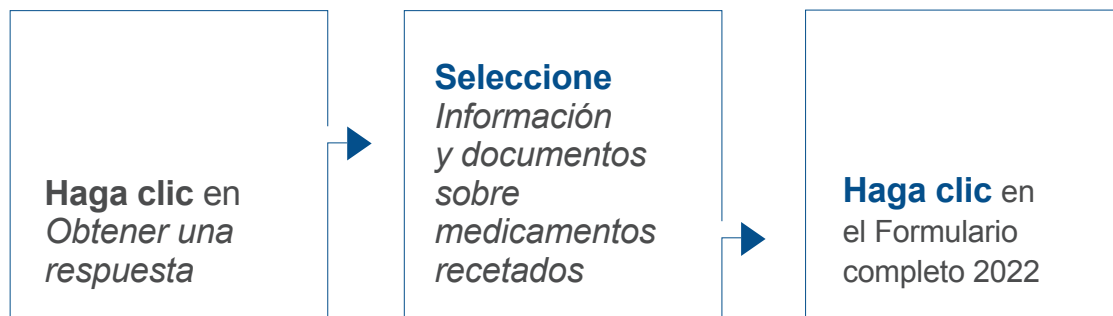 Haga clic en
Obtener una
respuesta
Seleccione
Información
y documentos
sobre
medicamentos
recetados
Haga clic en
el Formulario
completo 2022